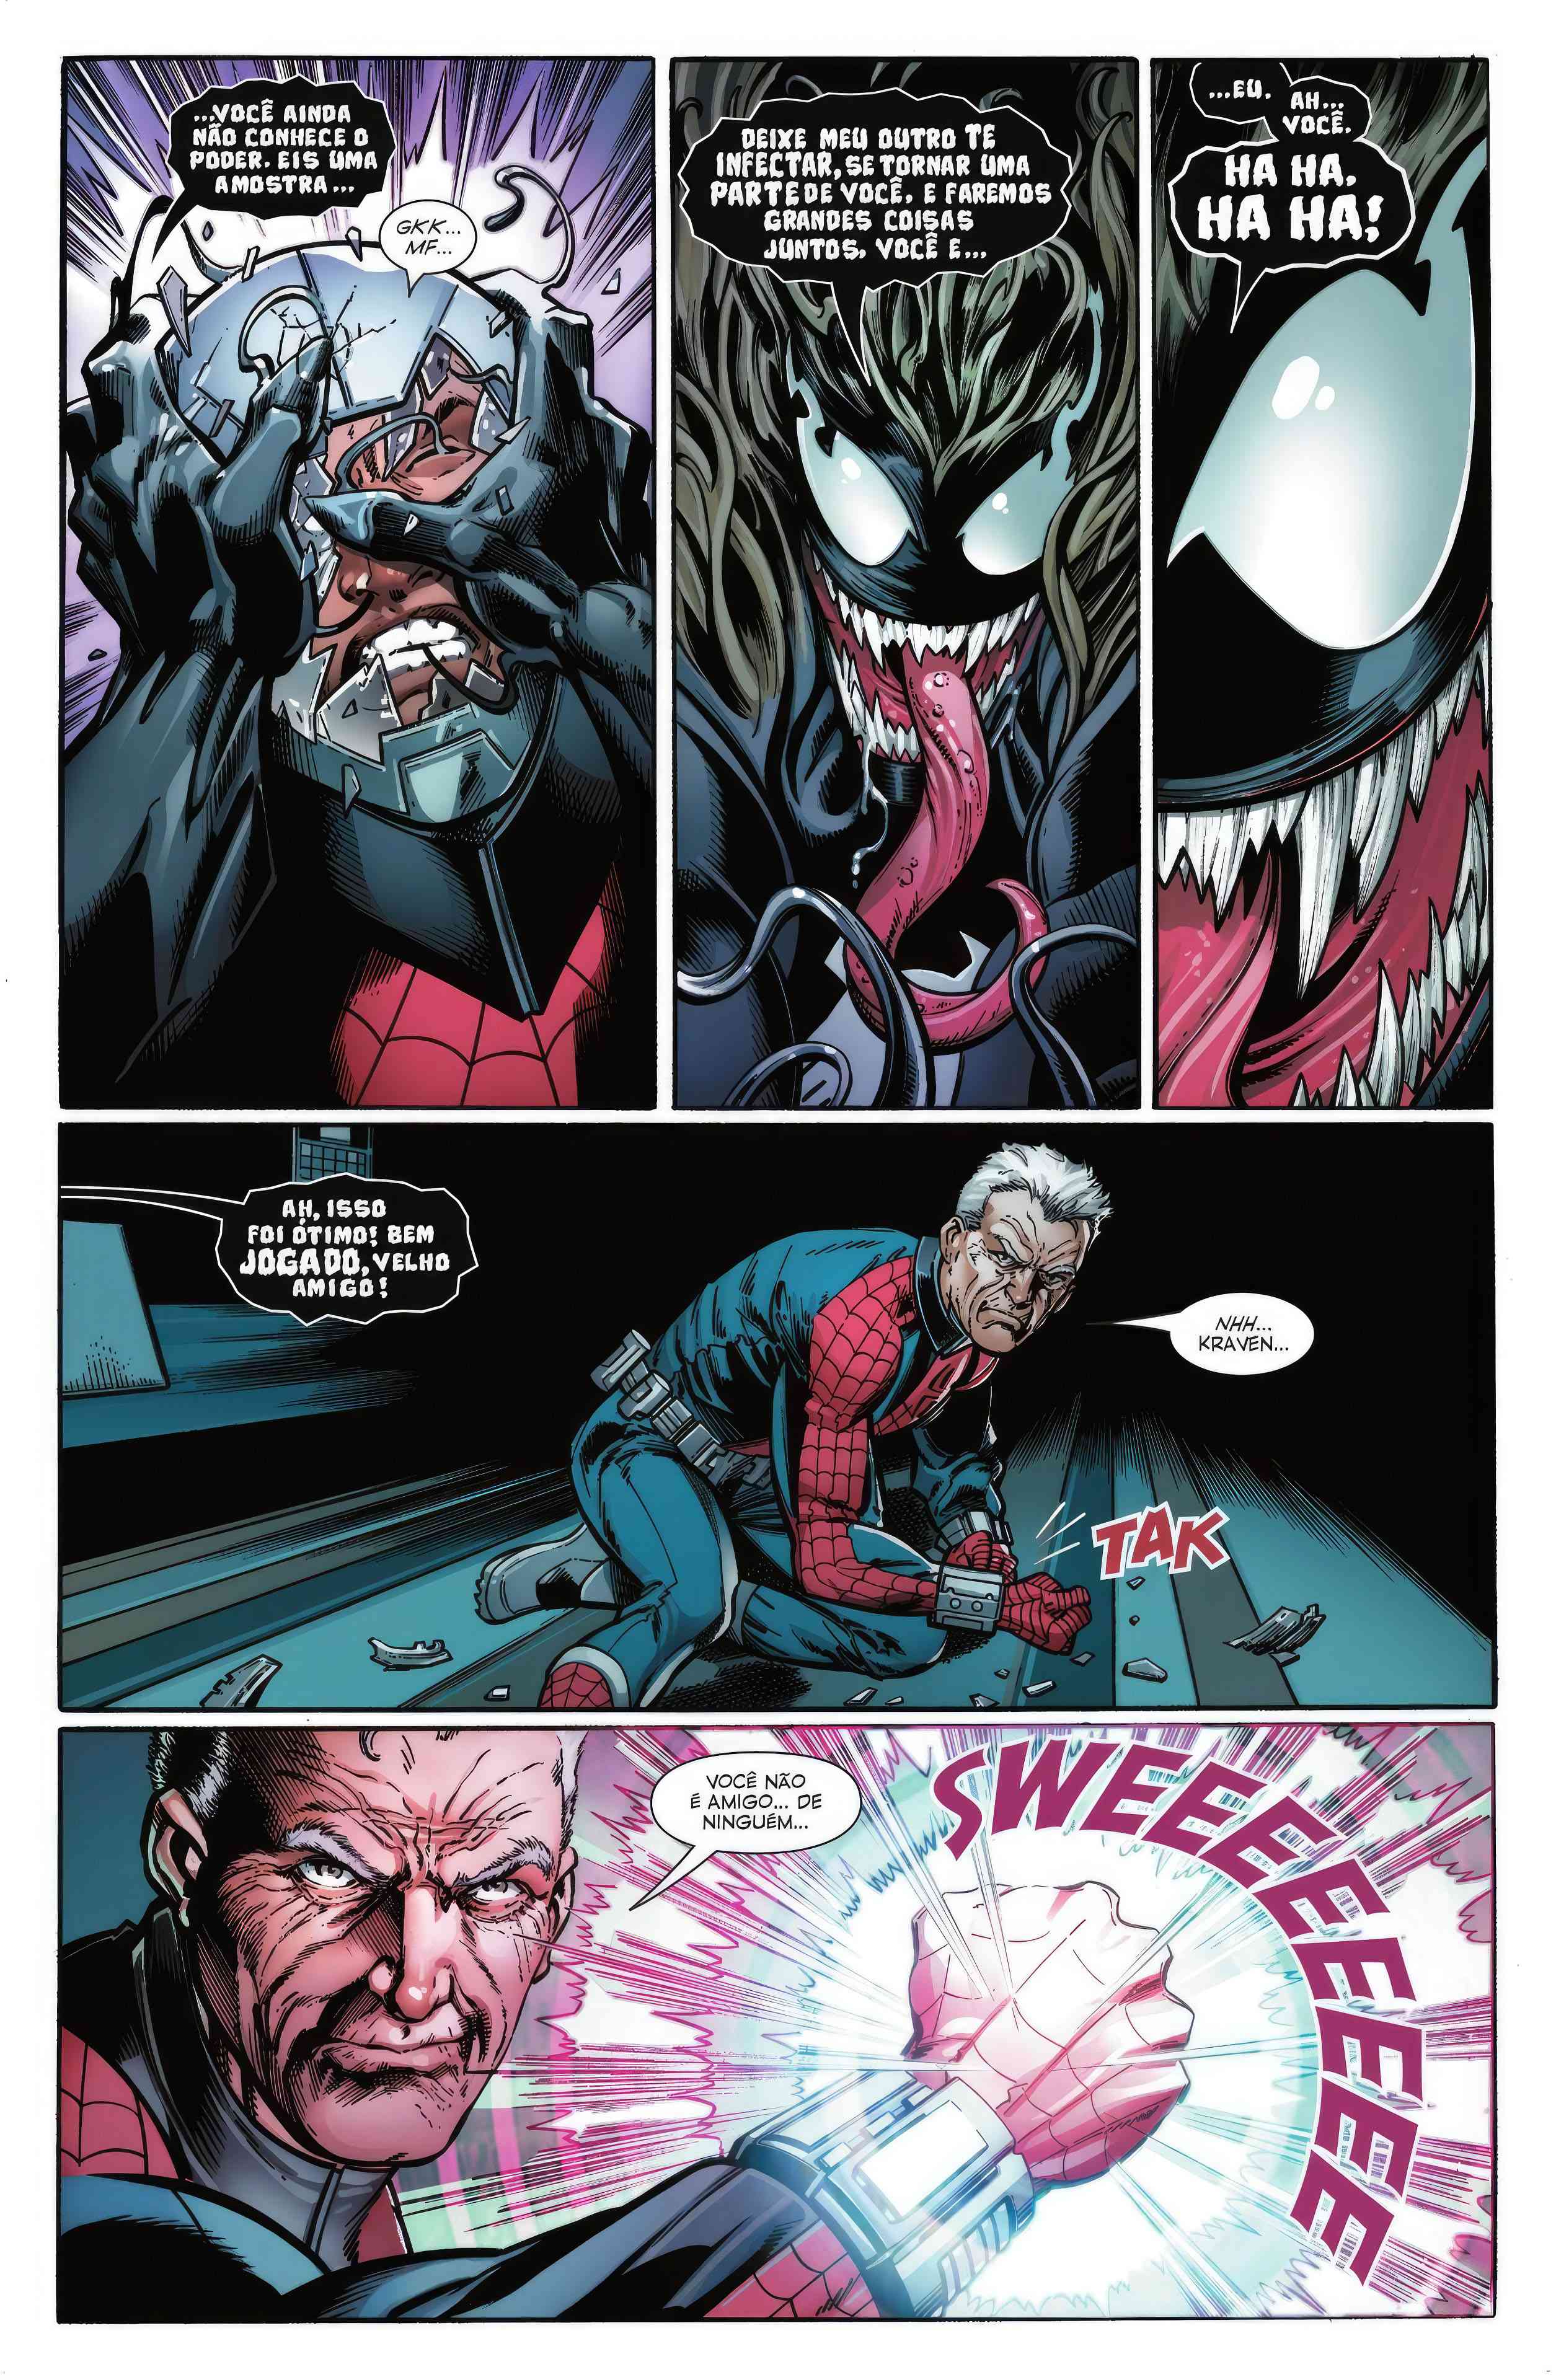 ...VOCÊ AINDA
NÃO CONHECE O
PODER. EIS UMA
AMOSTRA...
GKK...
MF...
DEIXE MEU OUTRO TE
INFECTAR, SE TORNAR UMA
PARTE DE VOCÊ, E FAREMOS
GRANDES COISAS
JUNTOS. VOCÊ E...
...EU.
AH...
VOCÊ.
HA HA.
HA HA!
AH, ISSO
FOI ÓTIMO! BEM
JOGADO, VELHO
AMIGO!
NHH...
KRAVEN...
TAK
VOCÊ NÃO
É AMIGO... DE
NINGUÉM...
SWEEEEEEEEE